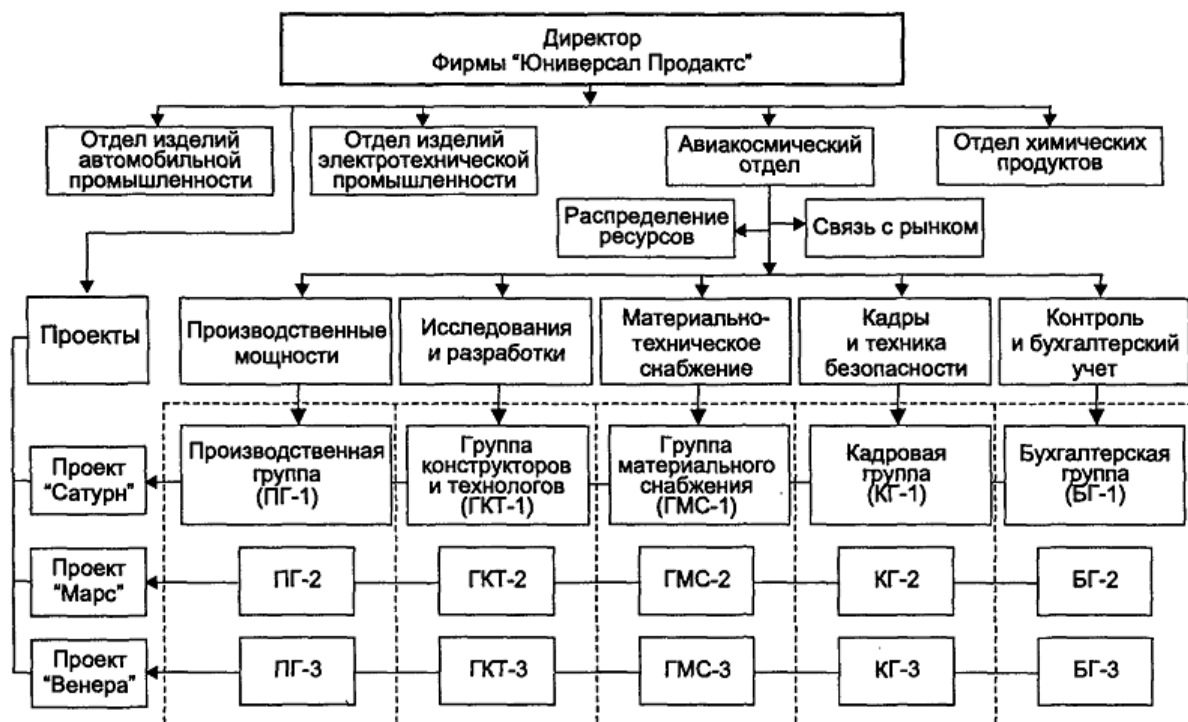 Директор
Фирмы "Юниверсал Продактс"
Отдел изделий
автомобильной
промышленности
Отдел изделий
электротехнической
промышленности
Авиакосмический
отдел
Отдел химических
продуктов
Распределение
ресурсов
Связь с рынком
Проекты
Производственные
мощности
Исследования
и разработки
Материально-
техническое
снабжение
Кадры
и техника
безопасности
Контроль
и бухгалтерский
учет
Проект
"Сатурн"
Производственная
группа
(ПГ-1)
Группа
конструкторов
и технологов
(ГКТ-1)
Группа
материального
снабжения
(ГМС-1)
Кадровая
группа
(КГ-1)
Бухгалтерская
группа
(БГ-1)
Проект
"Марс"
ПГ-2
ГКТ-2
ГМС-2
КГ-2
БГ-2
Проект
"Венера"
ПГ-3
ГКТ-3
ГМС-3
КГ-3
БГ-3